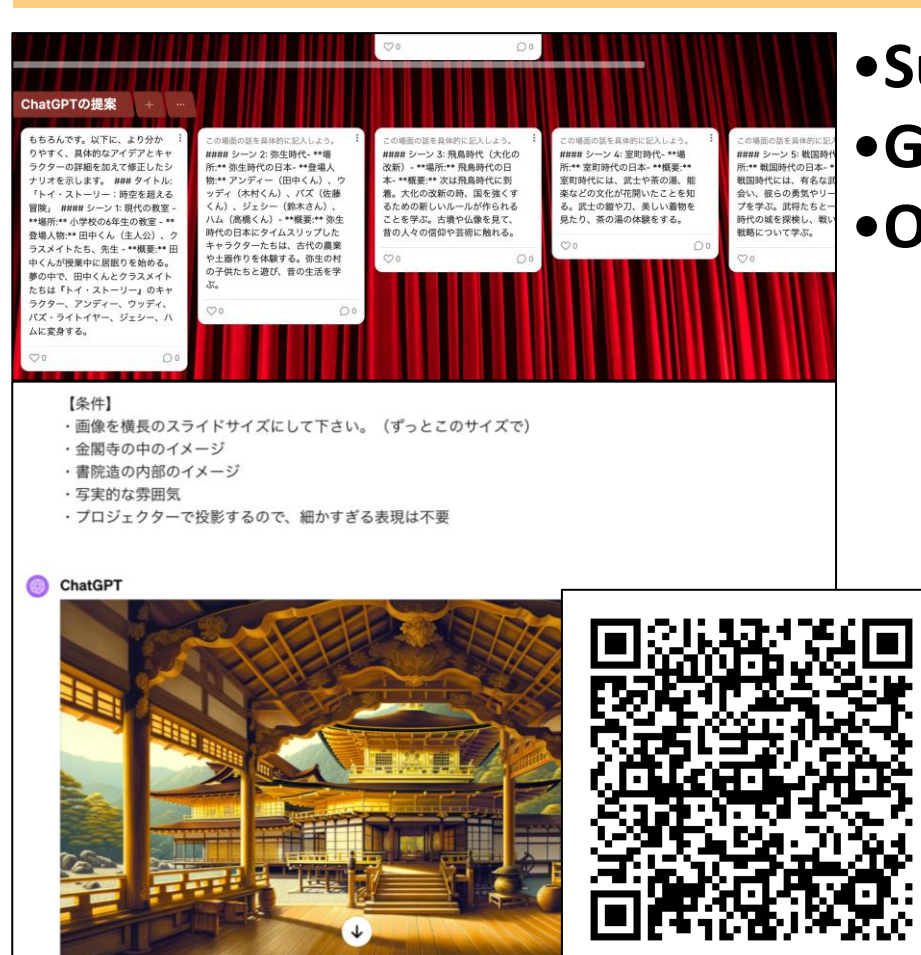 ♡ 0 0
ChatGPTの提案 + …
もちろんです。以下に、より分か
りやすく、具体的なアイデアとキャ
ラクターの詳細を加えて修正したシ
ナリオを示します。 ### タイトル:
「トイ・ストーリー：時空を超える
冒険」 #### シーン 1: 現代の教室 -
**場所:** 小学校の6年生の教室 - **
登場人物:** 田中くん（主人公）、ク
ラスメイトたち、先生 - **概要:** 田
中くんが授業中に居眠りを始める。
夢の中で、田中くんとクラスメイト
たちは『トイ・ストーリー』のキャ
ラクター、アンディー、ウッディ、
バズ・ライトイヤー、ジェシー、ハ
ムに変身する。
♡ 0 0
この場面の話を具体的に記入しよう。
#### シーン 2: 弥生時代- **場
所:** 弥生時代の日本- **登場人
物:** アンディー（田中くん）、ウ
ッディ（木村くん）、バズ（佐藤
くん）、ジェシー（鈴木さん）、
ハム（高橋くん）- **概要:** 弥生
時代の日本にタイムスリップした
キャラクターたちは、古代の農業
や土器作りを体験する。弥生の村
の子供たちと遊び、昔の生活を学
ぶ。
♡ 0 0
この場面の話を具体的に記入しよう。
#### シーン 3: 飛鳥時代（大化の
改新）- **場所:** 飛鳥時代の日
本- **概要:** 次は飛鳥時代に到
着。大化の改新の時、国を強くす
るための新しいルールが作られる
ことを学ぶ。古墳や仏像を見て、
昔の人々の信仰や芸術に触れる。
♡ 0 0
この場面の話を具体的に記入しよう。
#### シーン 4: 室町時代- **場
所:** 室町時代の日本- **概要:**
室町時代には、武士や茶の湯、能
楽などの文化が花開いたことを知
る。武士の鎧や刀、美しい着物を
見たり、茶の湯の体験をする。
♡ 0 0
この場面の話を具体的に記入
#### シーン 5: 戦国時
所:** 戦国時代の日本- *
戦国時代には、有名な武
会い、彼らの勇気やリー
プを学ぶ。武将たちと一
時代の城を探検し、戦い
戦略について学ぶ。
♡ 0
【条件】
・画像を横長のスライドサイズにして下さい。（ずっとこのサイズで）
・金閣寺の中のイメージ
・書院造の内部のイメージ
・写実的な雰囲気
・プロジェクターで投影するので、細かすぎる表現は不要
ChatGPT
•S
•G
•O